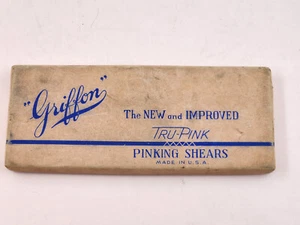 "Griffon"
The NEW and IMPROVED
TRU-PINK
PINKING SHEARS
MADE IN U.S.A.